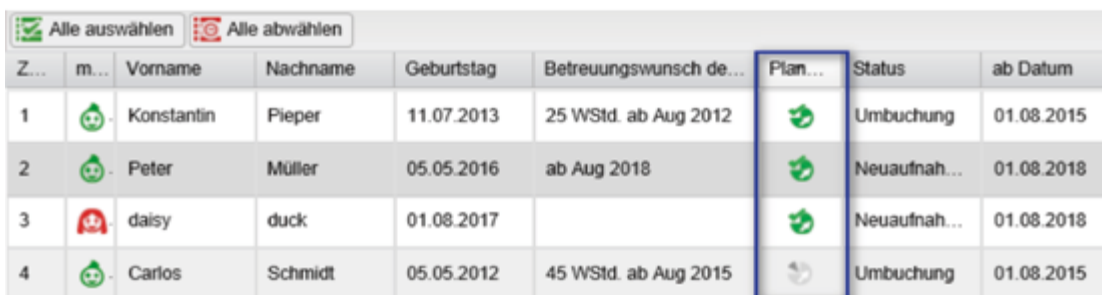 Alle auswählen Alle abwählen
Z... m... Vorname Nachname Geburtstag Betreuungswunsch de... Plan... Status ab Datum
1 Konstantin Pieper 11.07.2013 25 WStd. ab Aug 2012 Umbuchung 01.08.2015
2 Peter Müller 05.05.2016 ab Aug 2018 Neuaufnah... 01.08.2018
3 daisy duck 01.08.2017 Neuaufnah... 01.08.2018
4 Carlos Schmidt 05.05.2012 45 WStd. ab Aug 2015 Umbuchung 01.08.2015